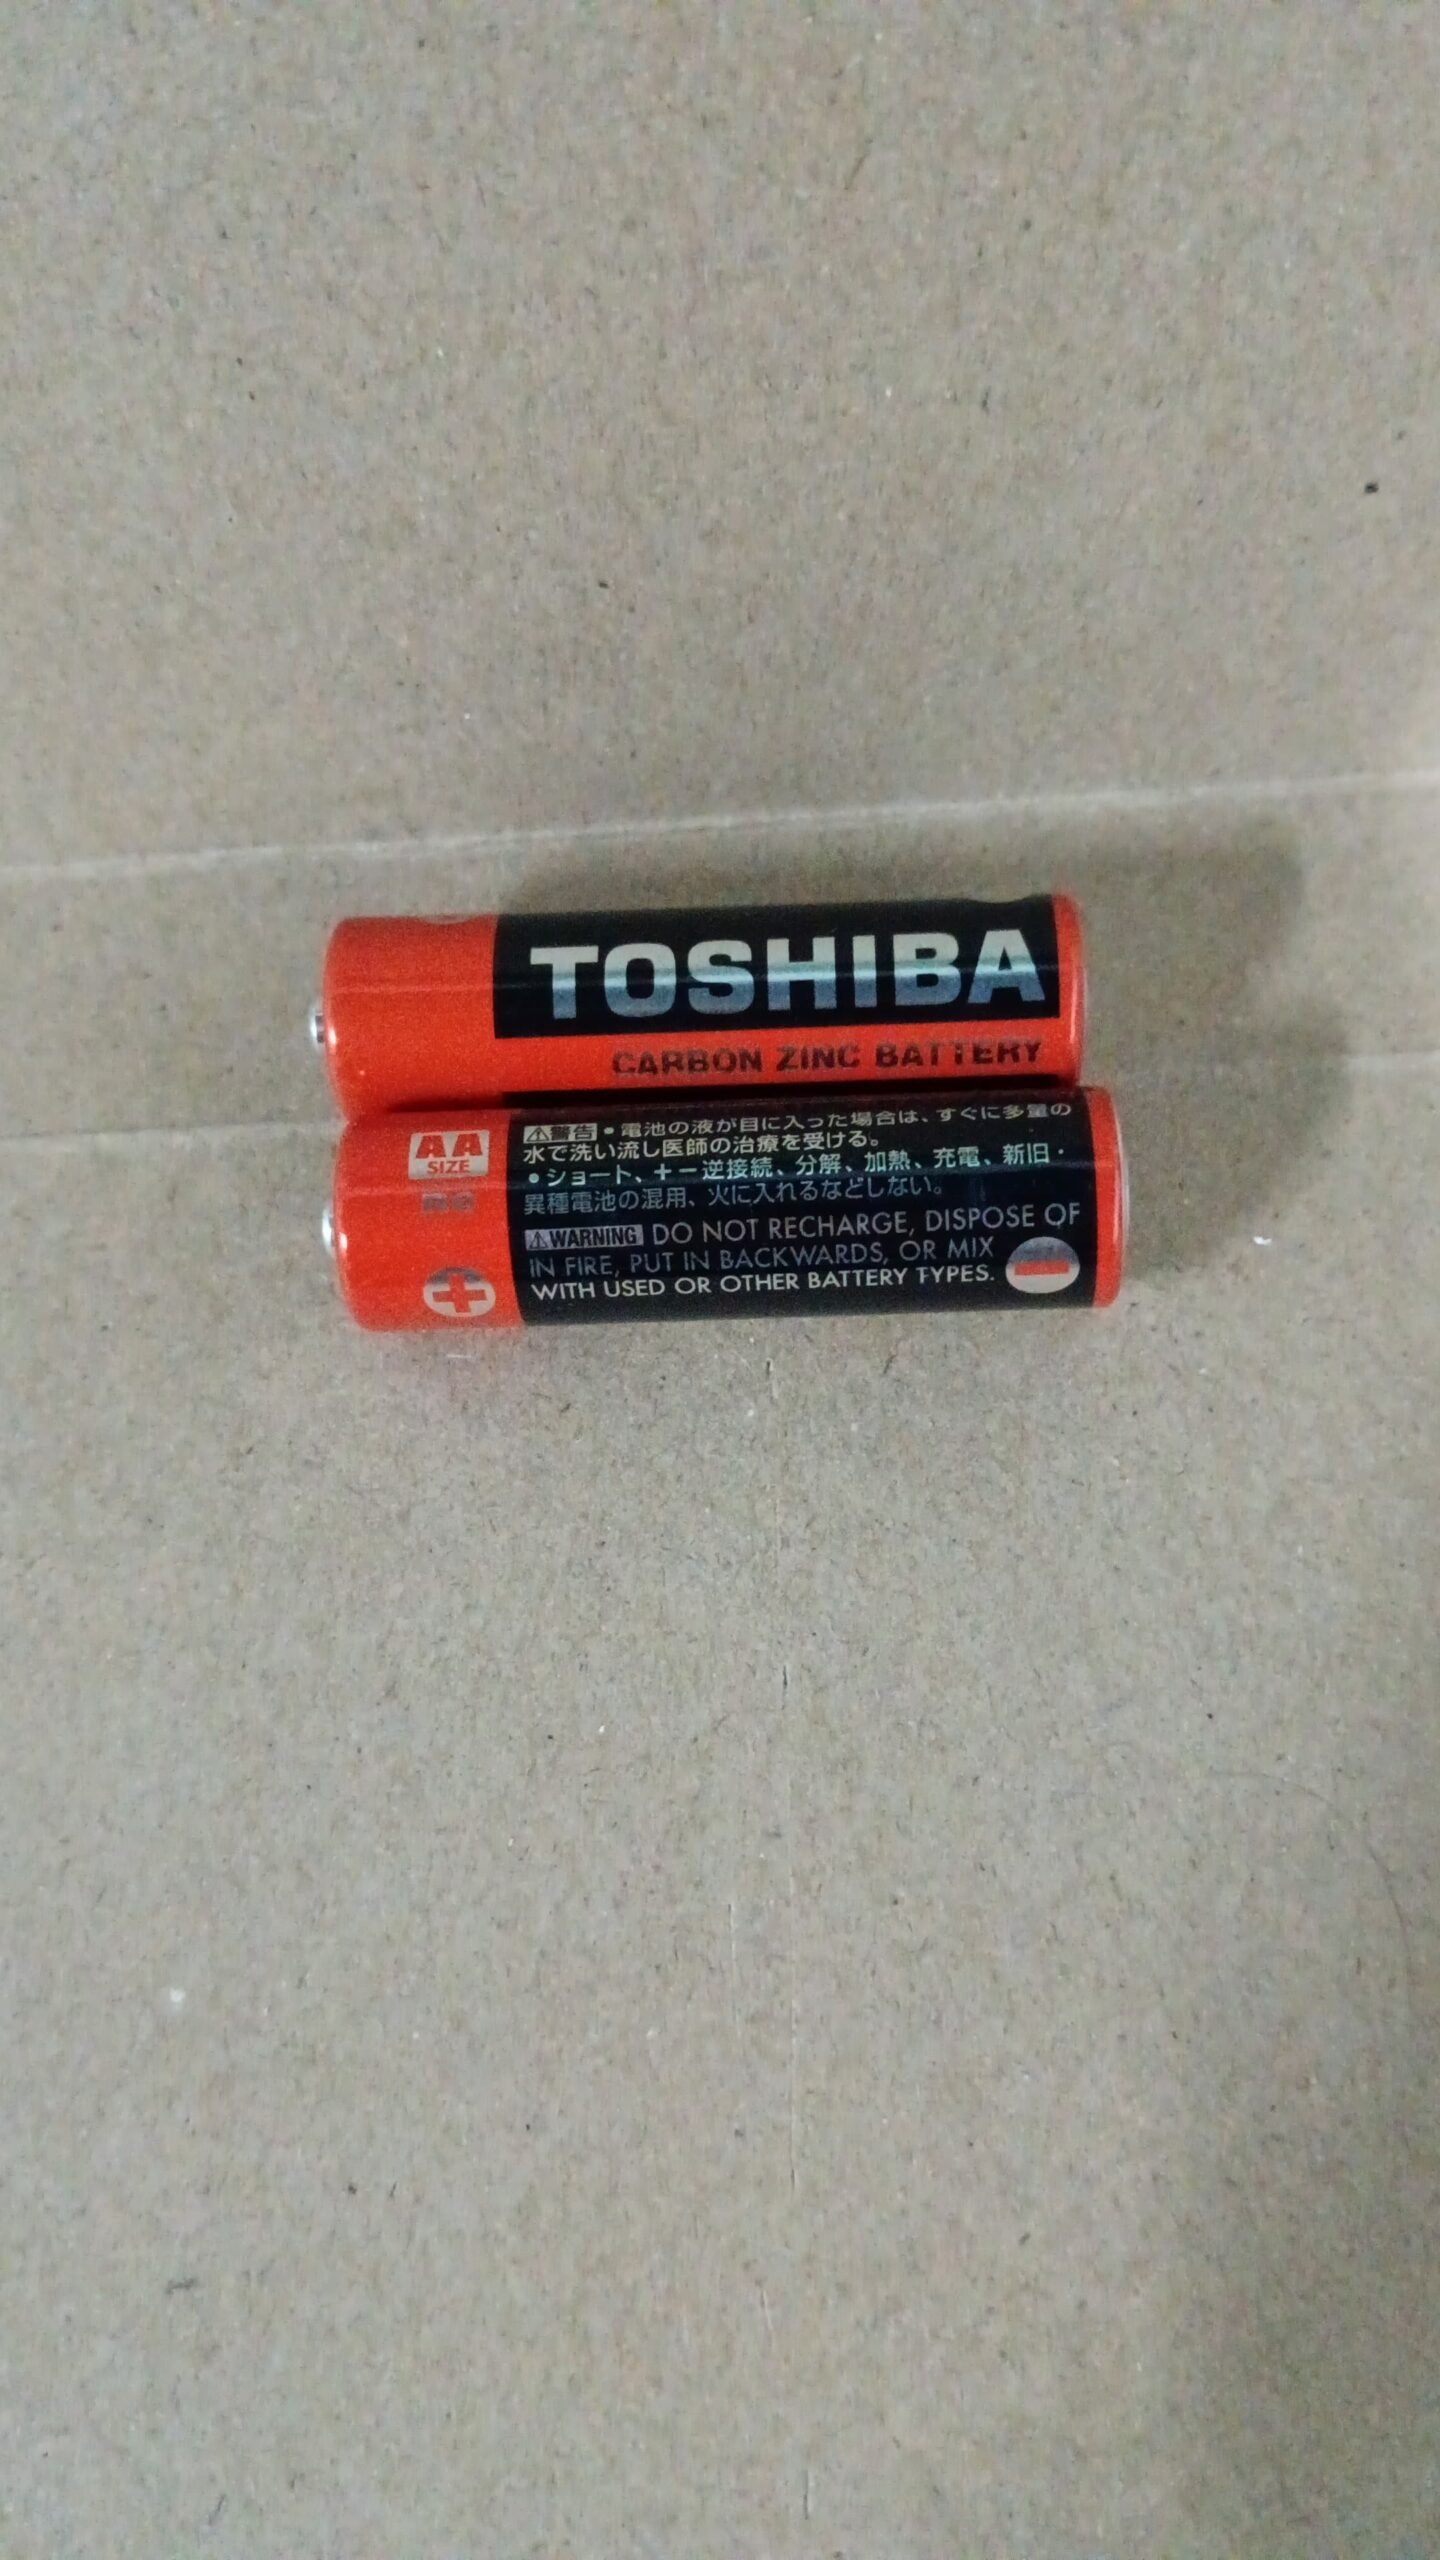 TOSHIBA
CARBON ZINC BATTERY
AA
SIZE
⚠警告 •電池の液が目に入った場合は、すぐに多量の
水で洗い流し医師の治療を受ける。
•ショート、+−逆接続、分解、加熱、充電、新旧・
異種電池の混用、火に入れるなどしない。
⚠WARNING DO NOT RECHARGE, DISPOSE OF
IN FIRE, PUT IN BACKWARDS, OR MIX
WITH USED OR OTHER BATTERY TYPES.